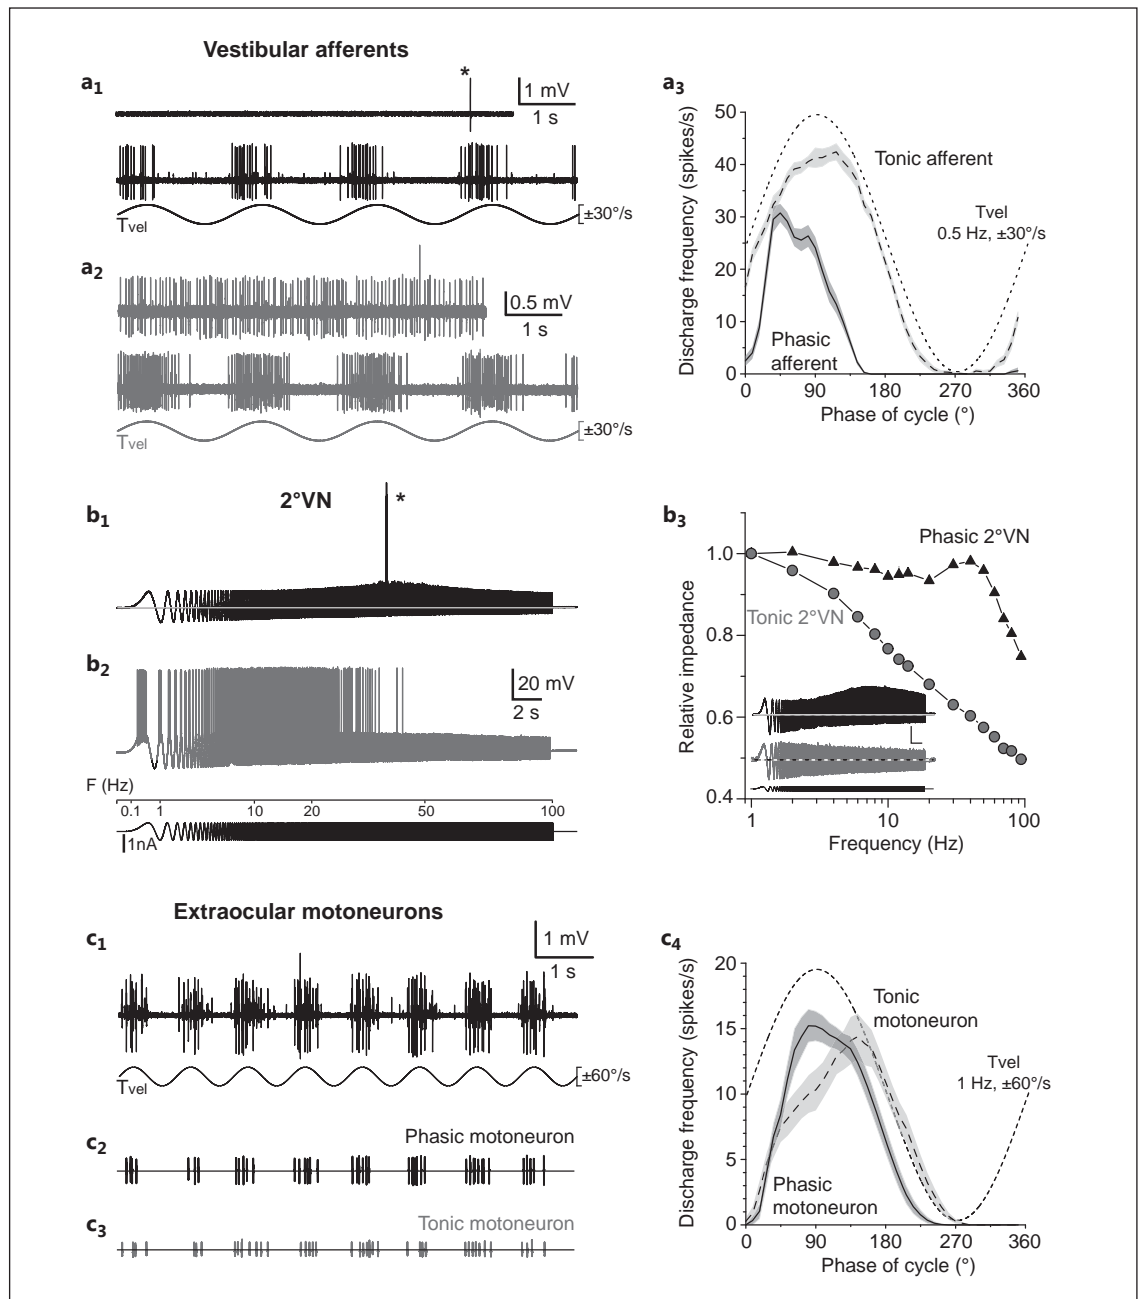 Vestibular afferents
a1
*
1 mV
1 s
Tvel
±30°/s
a2
0.5 mV
1 s
Tvel
±30°/s
a3
50
40
30
20
10
0
Discharge frequency (spikes/s)
Tonic afferent
Tvel
0.5 Hz, ±30°/s
Phasic
afferent
0 90 180 270 360
Phase of cycle (°)
b1
2°VN
*
b2
20 mV
2 s
F (Hz)
0.1 1 10 20 50 100
1nA
b3
1.0
0.8
0.6
0.4
Relative impedance
Phasic 2°VN
Tonic 2°VN
1 10 100
Frequency (Hz)
Extraocular motoneurons
c1
1 mV
1 s
Tvel
±60°/s
c2
Phasic motoneuron
c3
Tonic motoneuron
c4
20
15
10
5
0
Discharge frequency (spikes/s)
Tonic
motoneuron
Tvel
1 Hz, ±60°/s
Phasic
motoneuron
0 90 180 270 360
Phase of cycle (°)